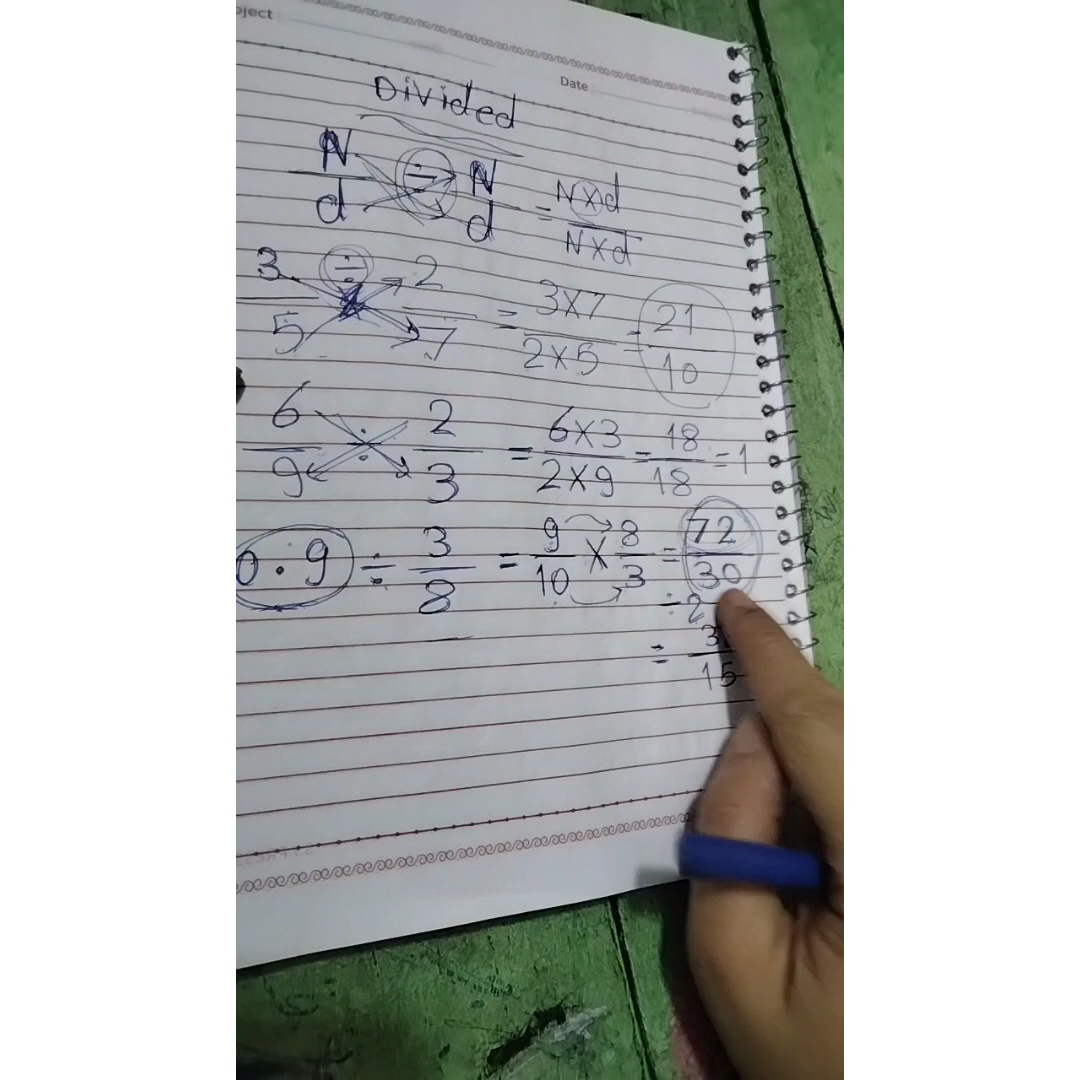 Date
Divided
N/d ÷ N/d = N×d/N×d
3/5 ÷ 2/7 = 3×7/2×5 = 21/10
6/9 ÷ 2/3 = 6×3/2×9 = 18/18 = 1
0.9 ÷ 3/8 = 9/10 × 8/3 = 72/30
÷2
= 3 /15